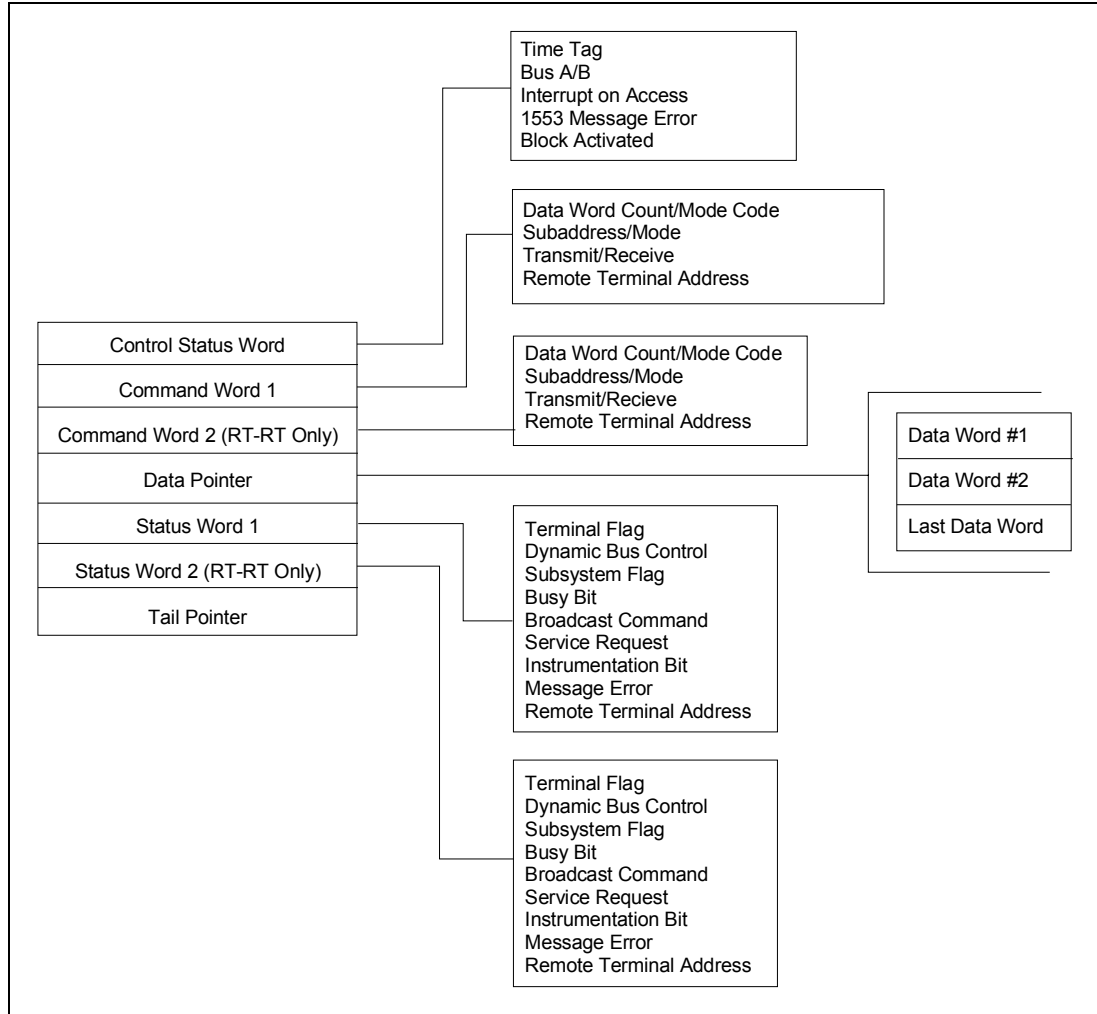 Time Tag
Bus A/B
Interrupt on Access
1553 Message Error
Block Activated
Data Word Count/Mode Code
Subaddress/Mode
Transmit/Receive
Remote Terminal Address
Control Status Word
Command Word 1
Command Word 2 (RT-RT Only)
Data Pointer
Status Word 1
Status Word 2 (RT-RT Only)
Tail Pointer
Data Word Count/Mode Code
Subaddress/Mode
Transmit/Recieve
Remote Terminal Address
Data Word #1
Data Word #2
Last Data Word
Terminal Flag
Dynamic Bus Control
Subsystem Flag
Busy Bit
Broadcast Command
Service Request
Instrumentation Bit
Message Error
Remote Terminal Address
Terminal Flag
Dynamic Bus Control
Subsystem Flag
Busy Bit
Broadcast Command
Service Request
Instrumentation Bit
Message Error
Remote Terminal Address